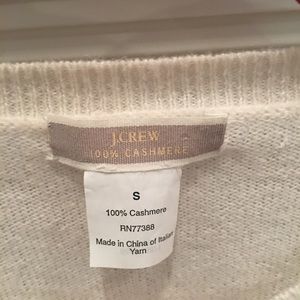 J.CREW
100% CASHMERE
S
100% Cashmere
RN77388
Made in China of Italian
Yarn